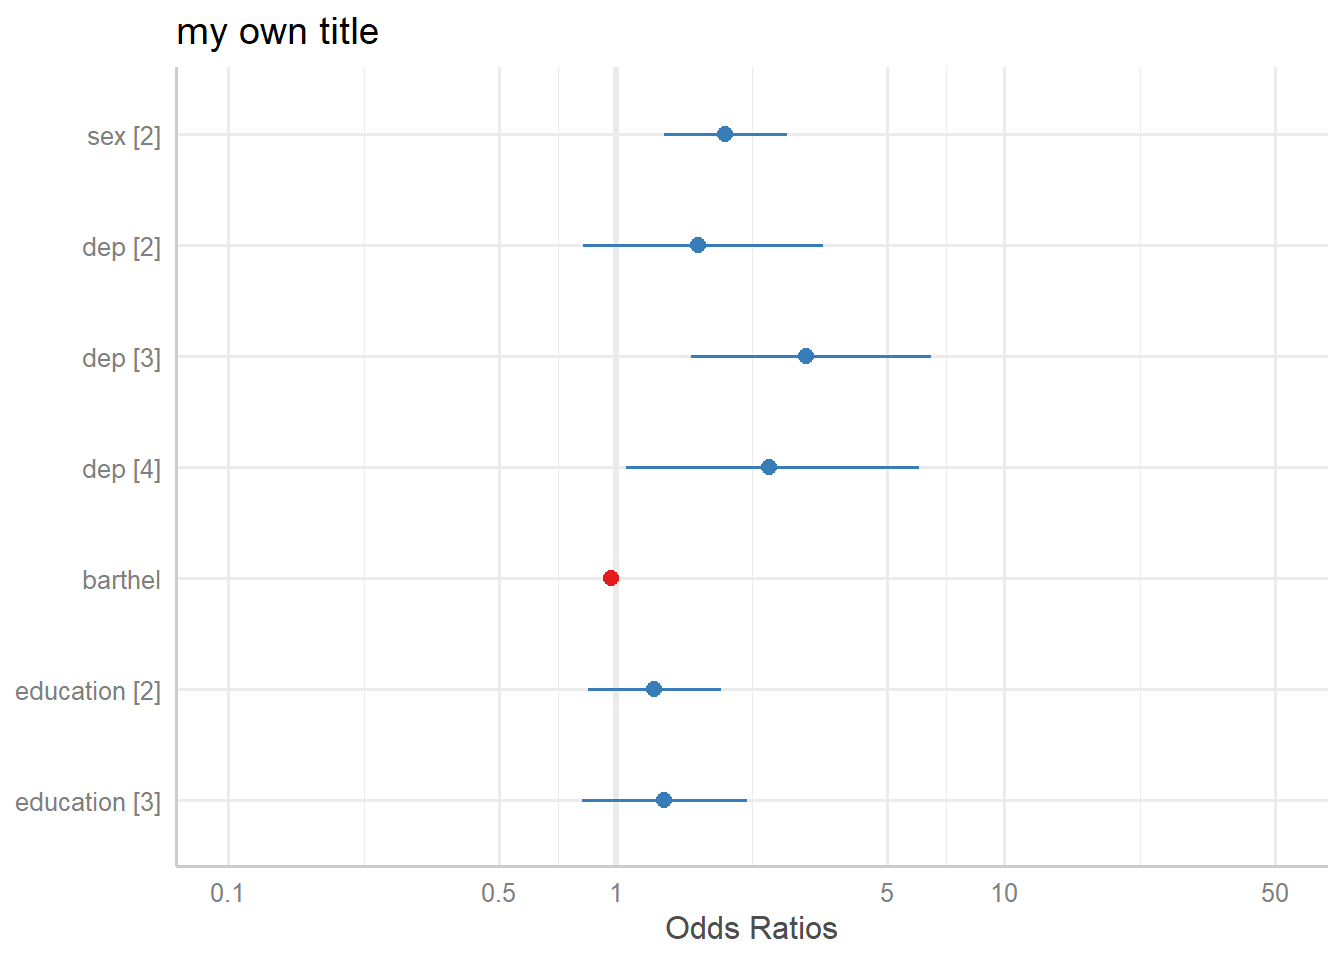 my own title
sex [2]
dep [2]
dep [3]
dep [4]
barthel
education [2]
education [3]
0.1 0.5 1 5 10 50
Odds Ratios